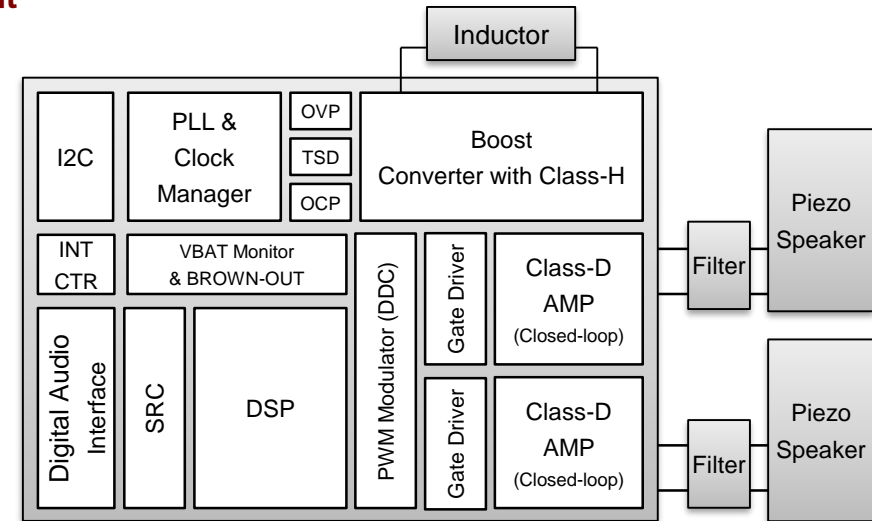 Inductor
I2C
PLL &
Clock
Manager
OVP
TSD
OCP
Boost
Converter with Class-H
INT
CTR
VBAT Monitor
& BROWN-OUT
Digital Audio
Interface
SRC
DSP
PWM Modulator (DDC)
Gate Driver
Class-D
AMP
(Closed-loop)
Gate Driver
Class-D
AMP
(Closed-loop)
Filter
Piezo
Speaker
Filter
Piezo
Speaker